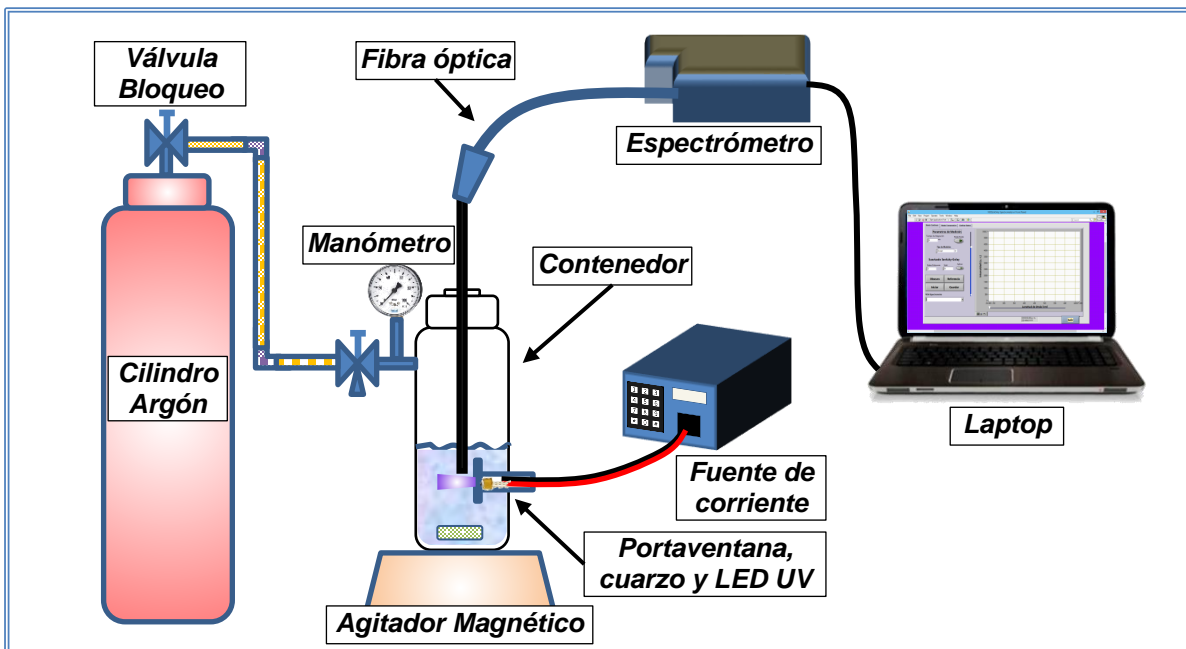 Válvula
Bloqueo
Fibra óptica
Espectrómetro
Manómetro
Contenedor
Cilindro
Argón
Laptop
Fuente de
corriente
Portaventana,
cuarzo y LED UV
Agitador Magnético